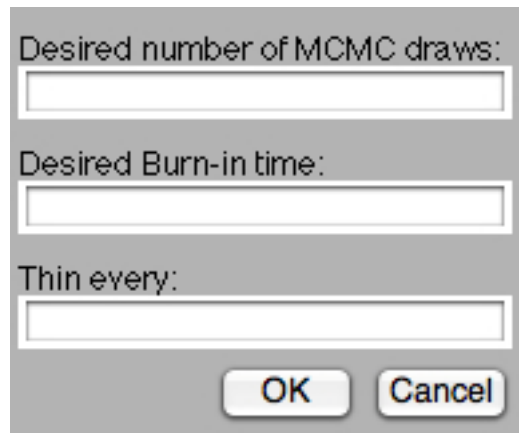 Desired number of MCMC draws:
Desired Burn-in time:
Thin every:
OK Cancel